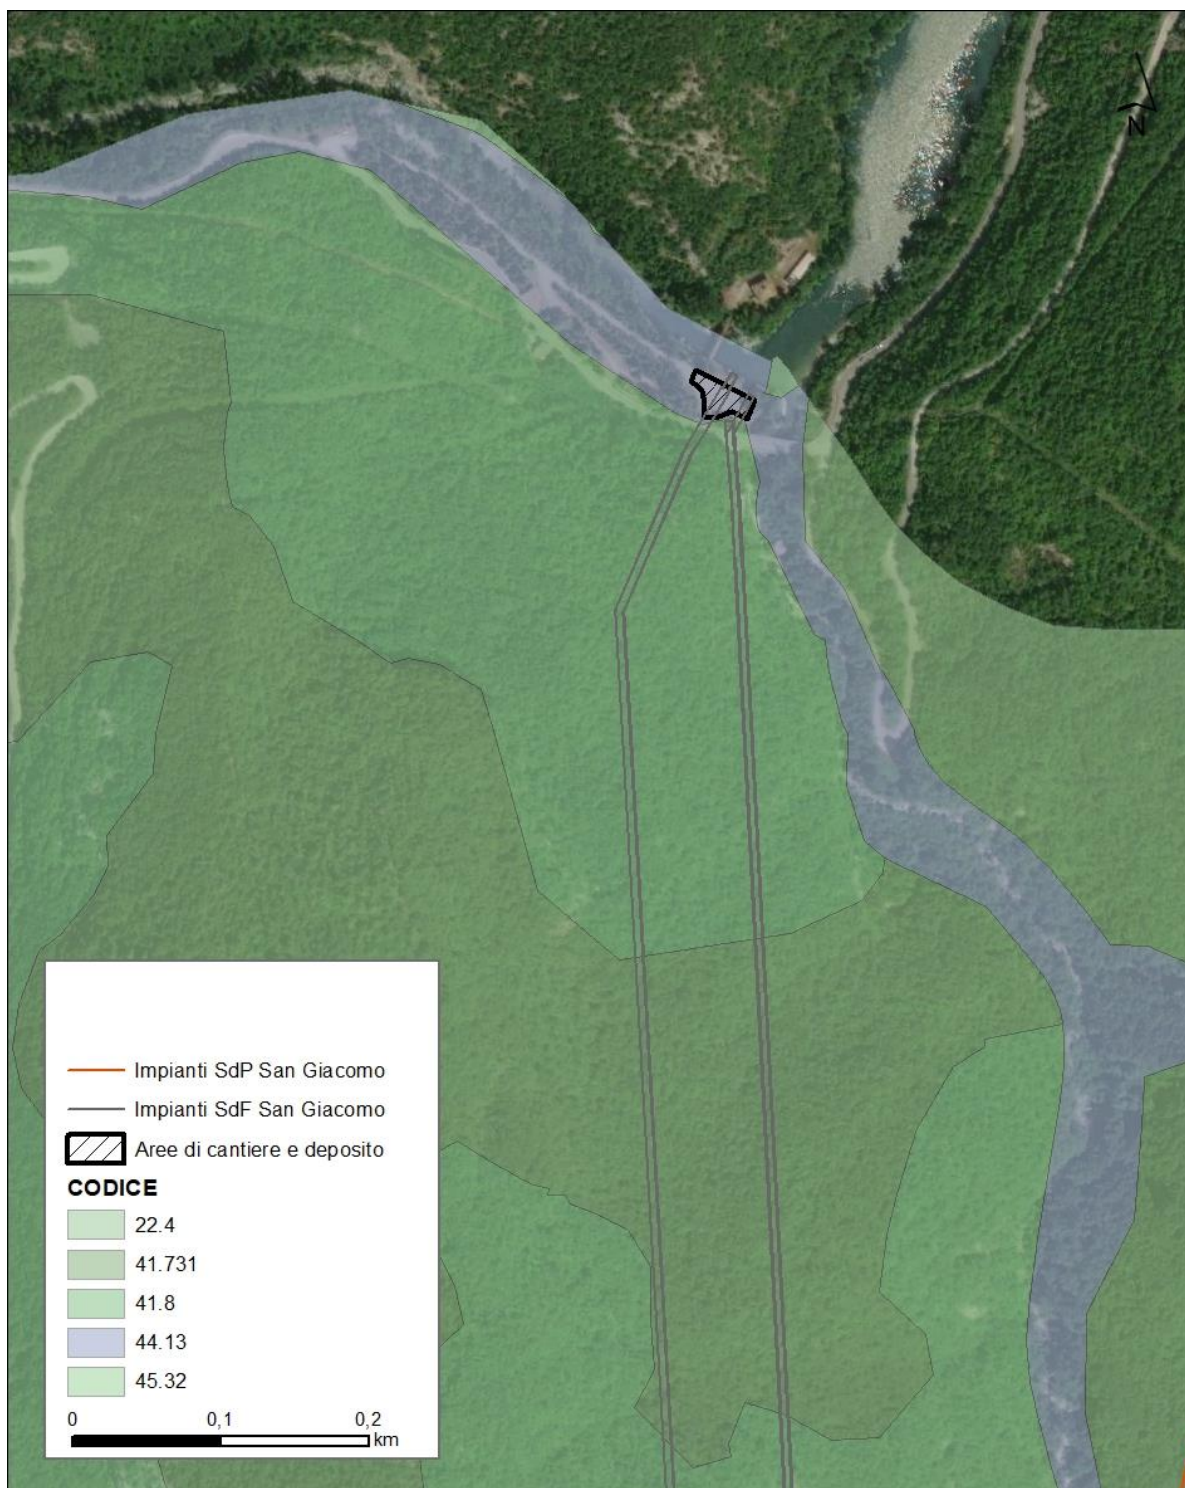 N
Impianti SdP San Giacomo
Impianti SdF San Giacomo
Aree di cantiere e deposito
CODICE
22.4
41.731
41.8
44.13
45.32
0 0,1 0,2
km